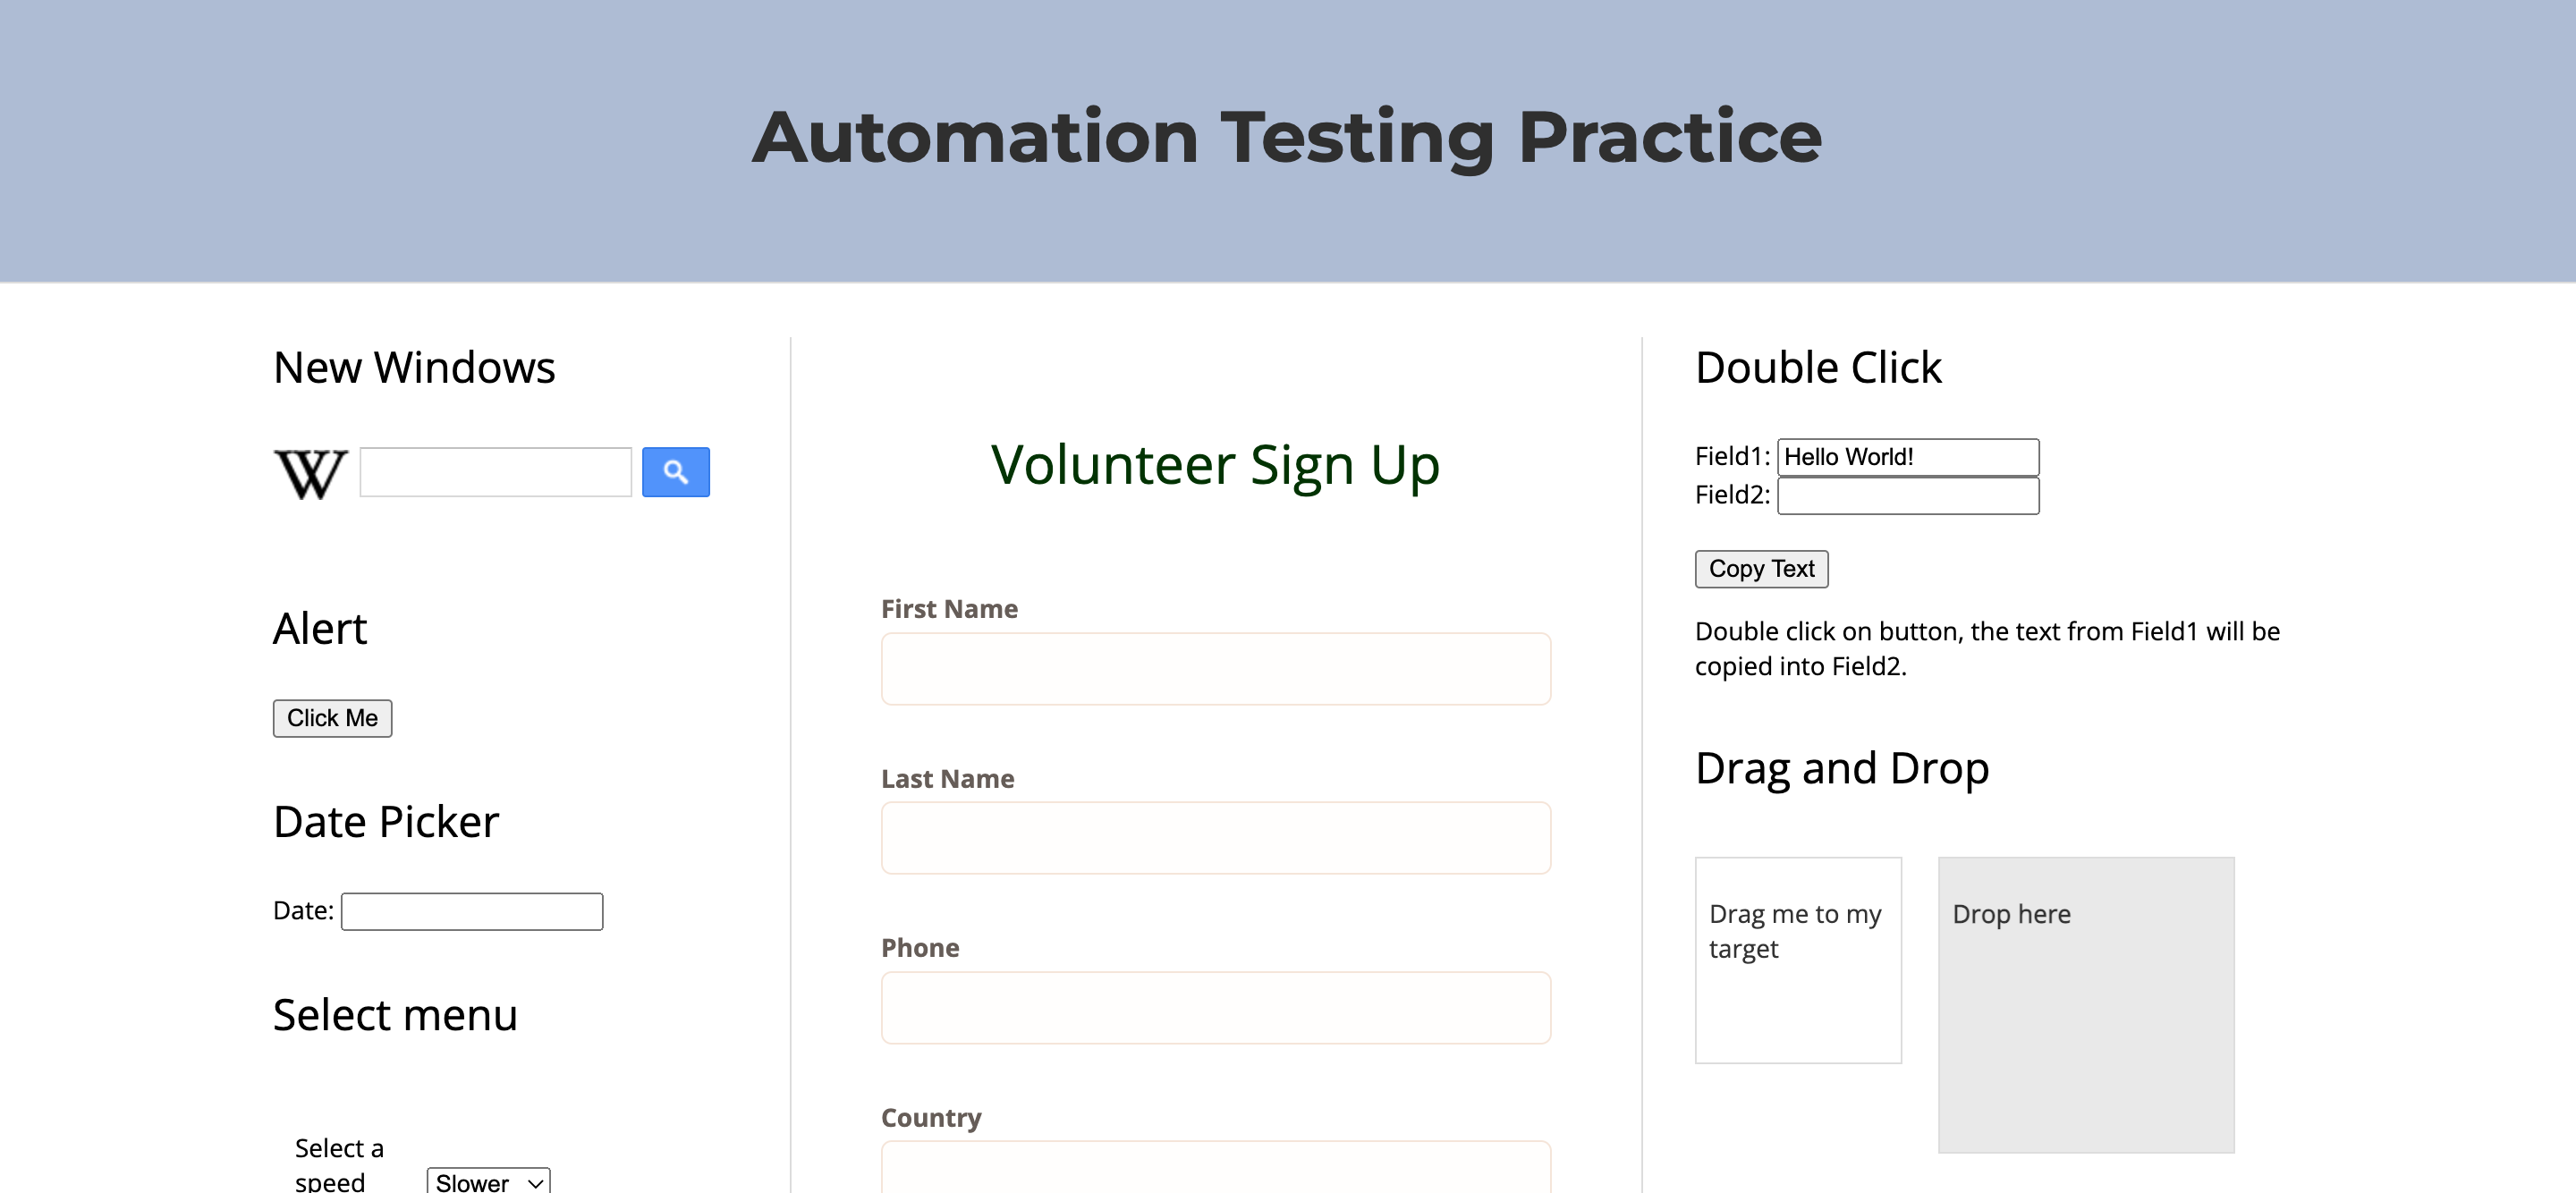 Automation Testing Practice
New Windows
W
Alert
Click Me
Date Picker
Date:
Select menu
Select a
speed
Slower
Volunteer Sign Up
First Name
Last Name
Phone
Country
Double Click
Field1: Hello World!
Field2:
Copy Text
Double click on button, the text from Field1 will be
copied into Field2.
Drag and Drop
Drag me to my
target
Drop here